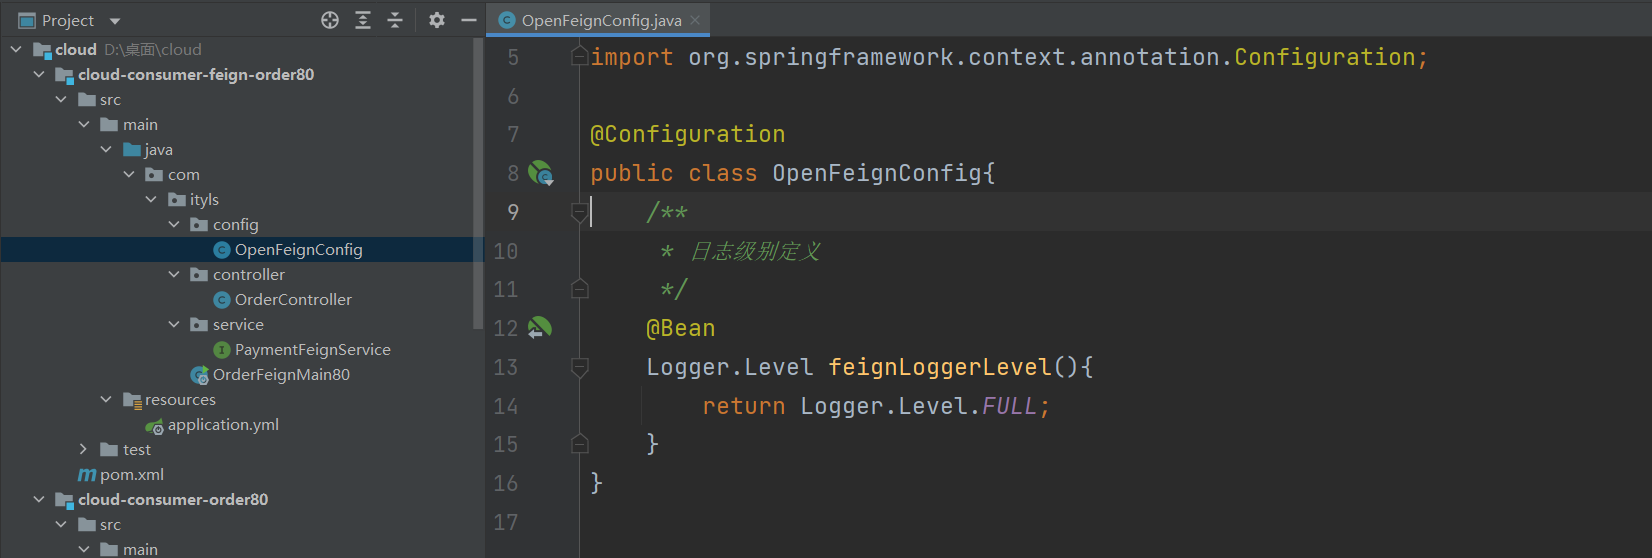 Project
cloud D:\桌面\cloud
cloud-consumer-feign-order80
src
main
java
com
ityls
config
OpenFeignConfig
controller
OrderController
service
PaymentFeignService
OrderFeignMain80
resources
application.yml
test
pom.xml
cloud-consumer-order80
src
main
OpenFeignConfig.java
5 import org.springframework.context.annotation.Configuration;
6
7 @Configuration
8 public class OpenFeignConfig{
9 /**
10 * 日志级别定义
11 */
12 @Bean
13 Logger.Level feignLoggerLevel(){
14 return Logger.Level.FULL;
15 }
16 }
17